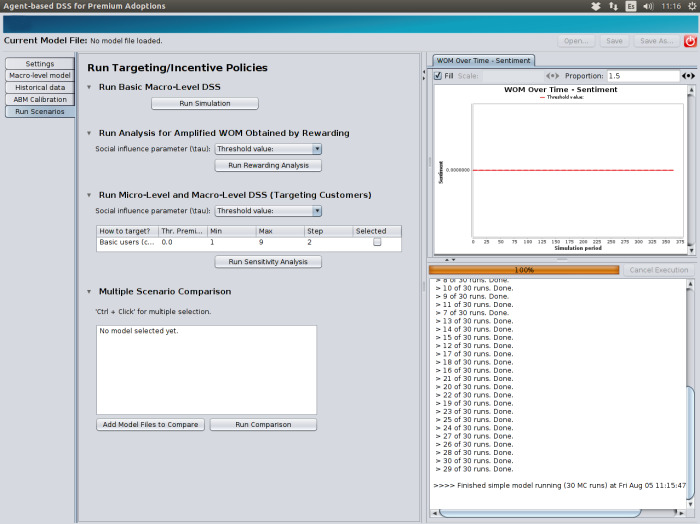 Agent-based DSS for Premium Adoptions
Es
11:16
Current Model File: No model file loaded.
Open...
Save
Save As...
Settings
Macro-level model
Historical data
ABM Calibration
Run Scenarios
Run Targeting/Incentive Policies
Run Basic Macro-Level DSS
Run Simulation
Run Analysis for Amplified WOM Obtained by Rewarding
Social influence parameter (\tau): Threshold value:
Run Rewarding Analysis
Run Micro-Level and Macro-Level DSS (Targeting Customers)
Social influence parameter (\tau): Threshold value:
How to target? Thr. Premi... Min Max Step Selected
Basic users (c... 0.0 1 9 2
Run Sensitivity Analysis
Multiple Scenario Comparison
'Ctrl + Click' for multiple selection.
No model selected yet.
Add Model Files to Compare
Run Comparison
WOM Over Time - Sentiment
Fill Scale: Proportion: 1.5
WOM Over Time - Sentiment
Threshold value:
Sentiment
0.0000000
0 25 50 75 100 125 150 175 200 225 250 275 300 325 350 375
Simulation period
100%
Cancel Execution
> 8 of 30 runs. Done.
> 10 of 30 runs. Done.
> 9 of 30 runs. Done.
> 11 of 30 runs. Done.
> 7 of 30 runs. Done.
> 13 of 30 runs. Done.
> 14 of 30 runs. Done.
> 15 of 30 runs. Done.
> 12 of 30 runs. Done.
> 17 of 30 runs. Done.
> 18 of 30 runs. Done.
> 16 of 30 runs. Done.
> 21 of 30 runs. Done.
> 20 of 30 runs. Done.
> 22 of 30 runs. Done.
> 19 of 30 runs. Done.
> 23 of 30 runs. Done.
> 25 of 30 runs. Done.
> 24 of 30 runs. Done.
> 27 of 30 runs. Done.
> 26 of 30 runs. Done.
> 28 of 30 runs. Done.
> 30 of 30 runs. Done.
> 29 of 30 runs. Done.
>>>> Finished simple model running (30 MC runs) at Fri Aug 05 11:15:47